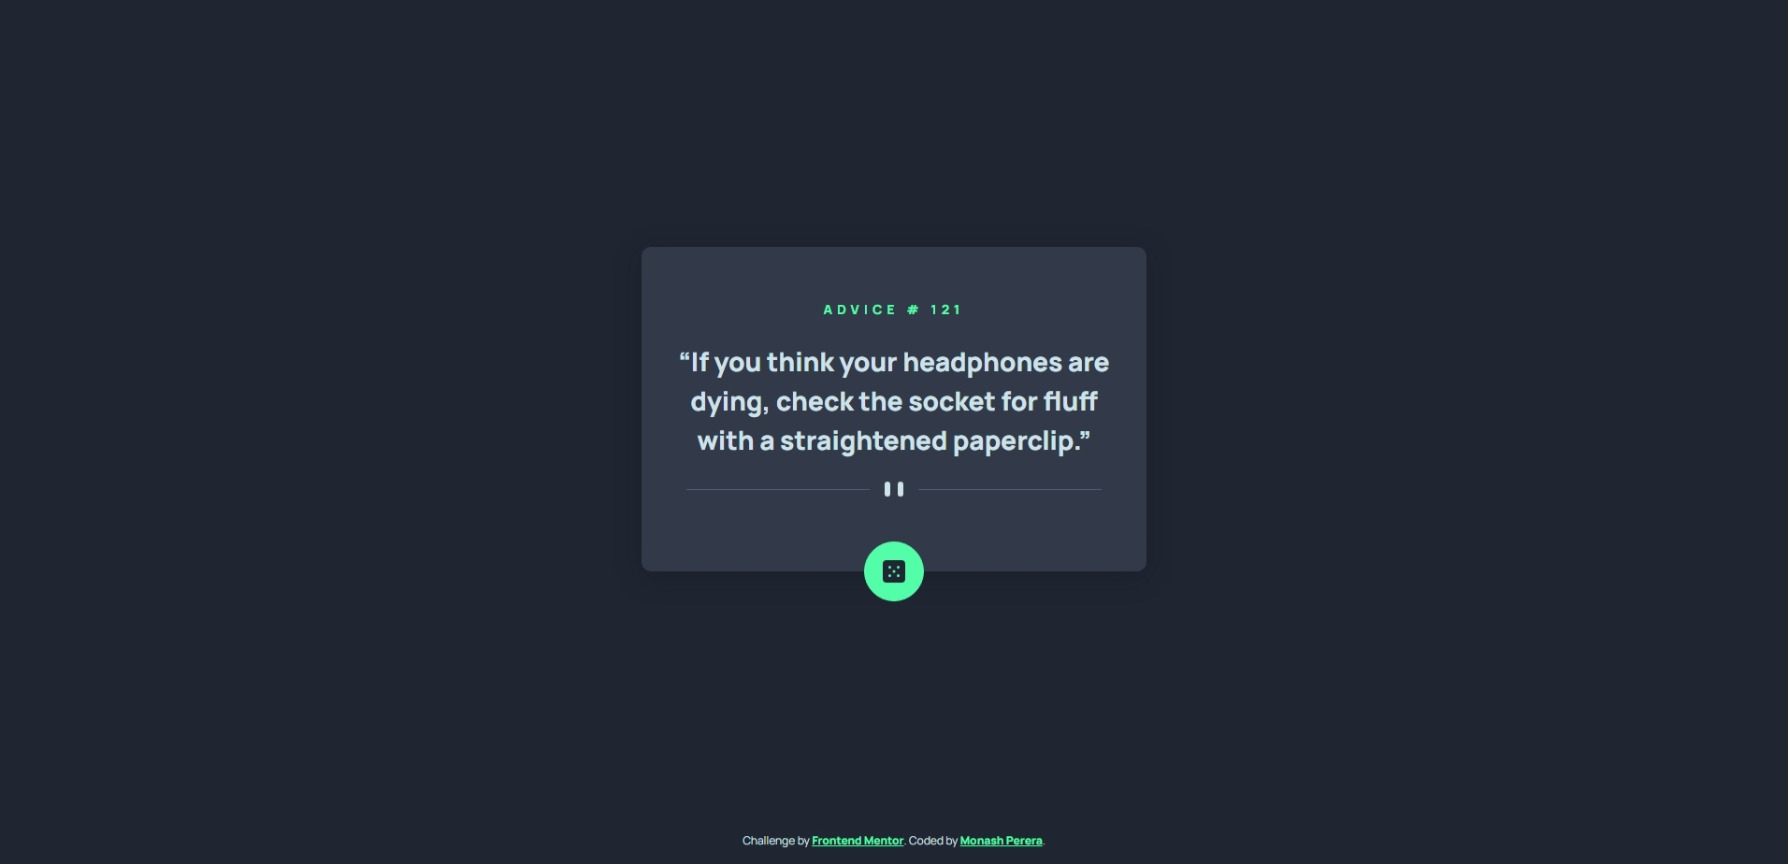 ADVICE # 121
“If you think your headphones are
dying, check the socket for fluff
with a straightened paperclip.”
Challenge by Frontend Mentor. Coded by Monash Perera.